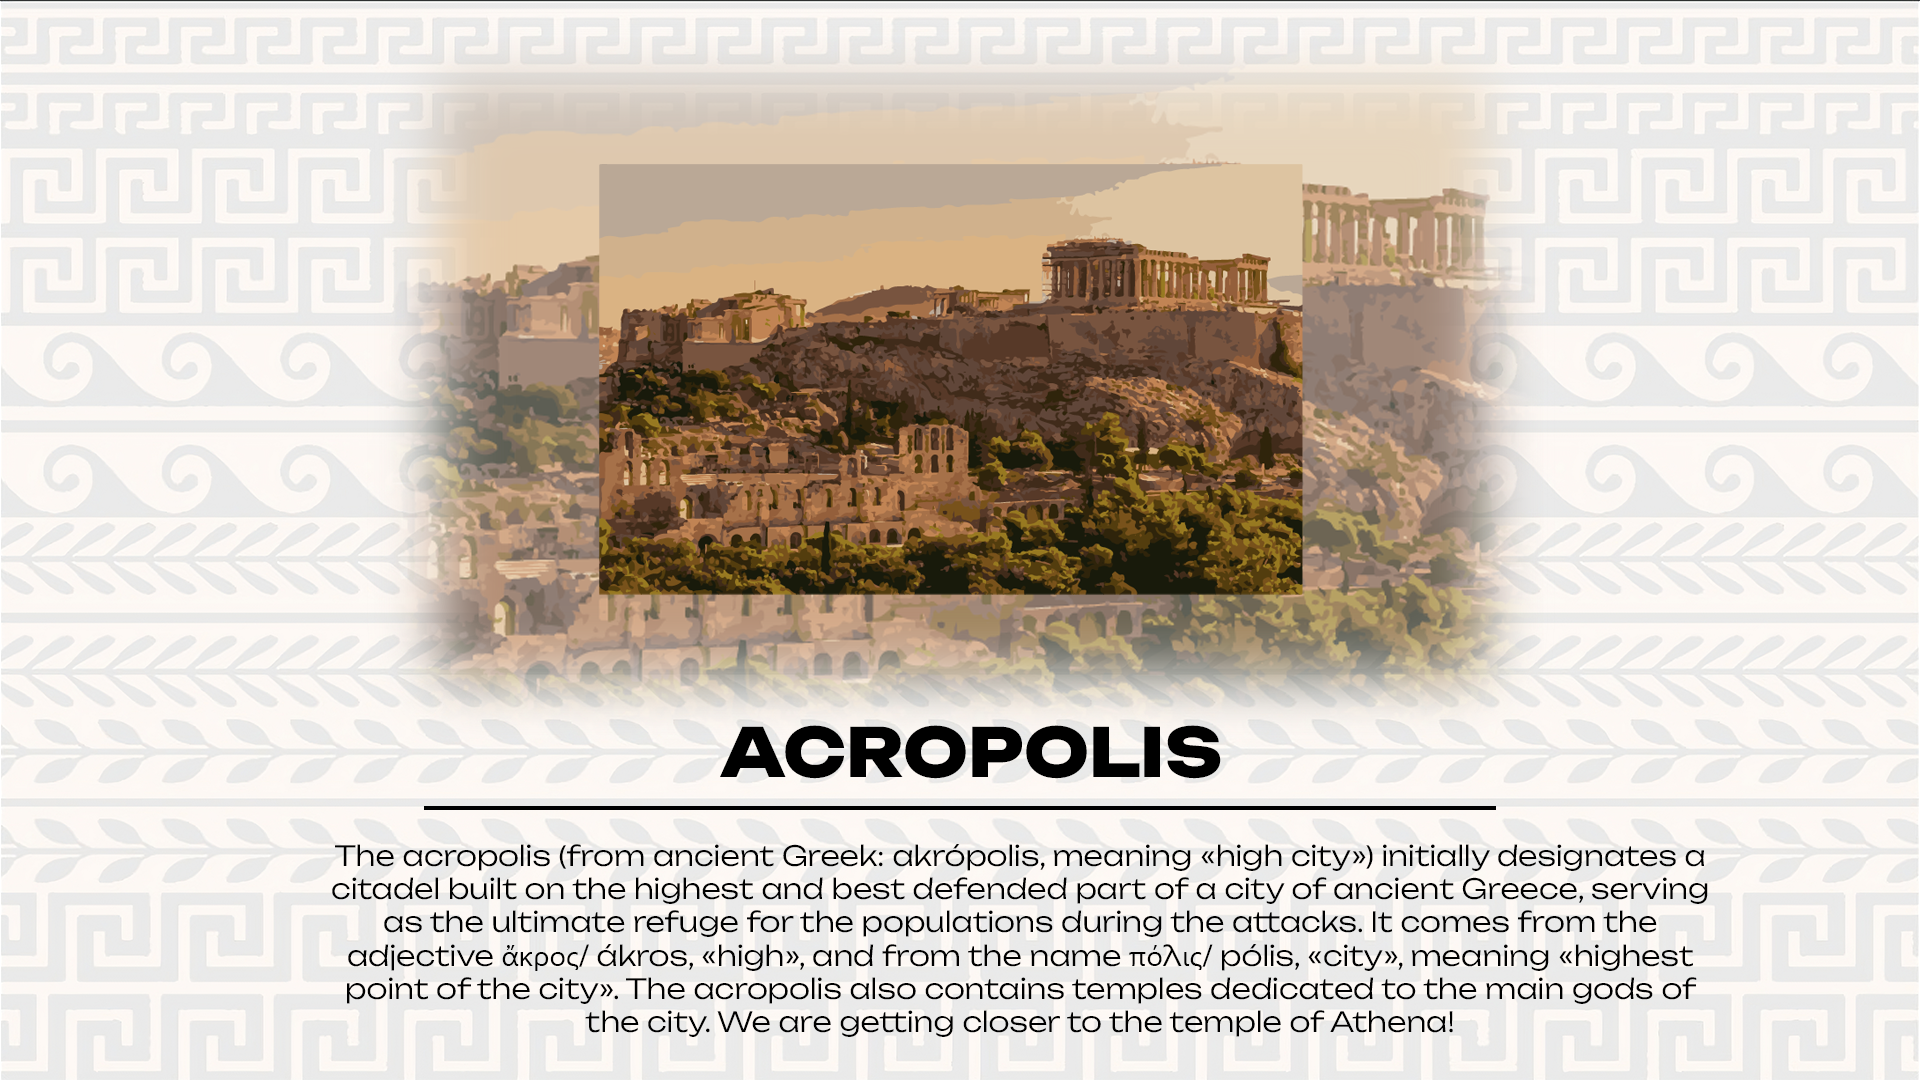 ACROPOLIS
The acropolis (from ancient Greek: akrópolis, meaning «high city») initially designates a
citadel built on the highest and best defended part of a city of ancient Greece, serving
as the ultimate refuge for the populations during the attacks. It comes from the
adjective ἄκρος/ ákros, «high», and from the name πόλις/ pólis, «city», meaning «highest
point of the city». The acropolis also contains temples dedicated to the main gods of
the city. We are getting closer to the temple of Athena!